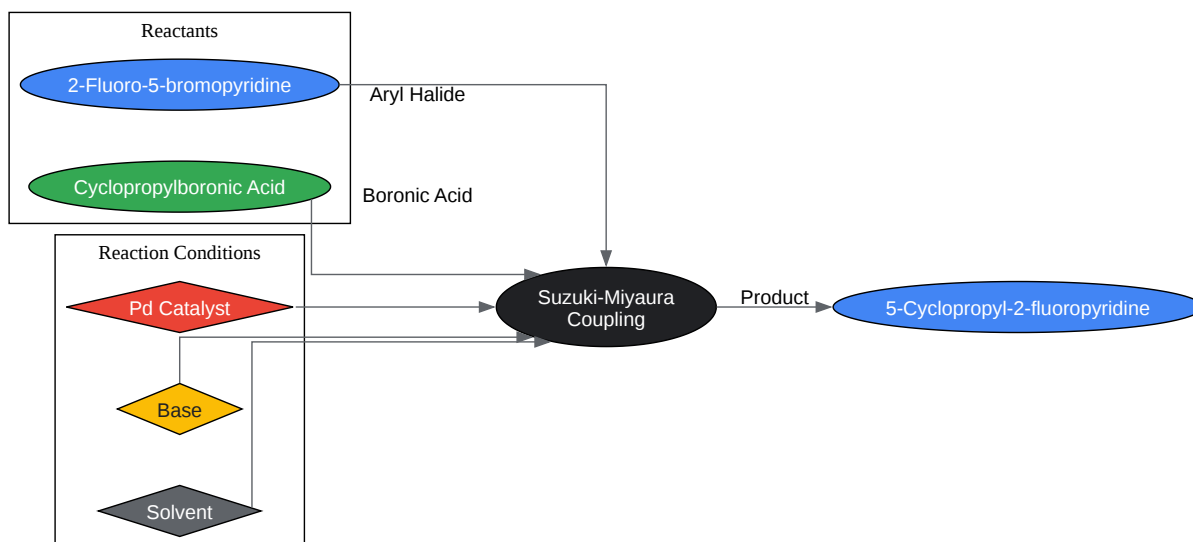 Reactants
2-Fluoro-5-bromopyridine
Aryl Halide
Cyclopropylboronic Acid
Boronic Acid
Reaction Conditions
Pd Catalyst
Suzuki-Miyaura
Coupling
Product
5-Cyclopropyl-2-fluoropyridine
Base
Solvent